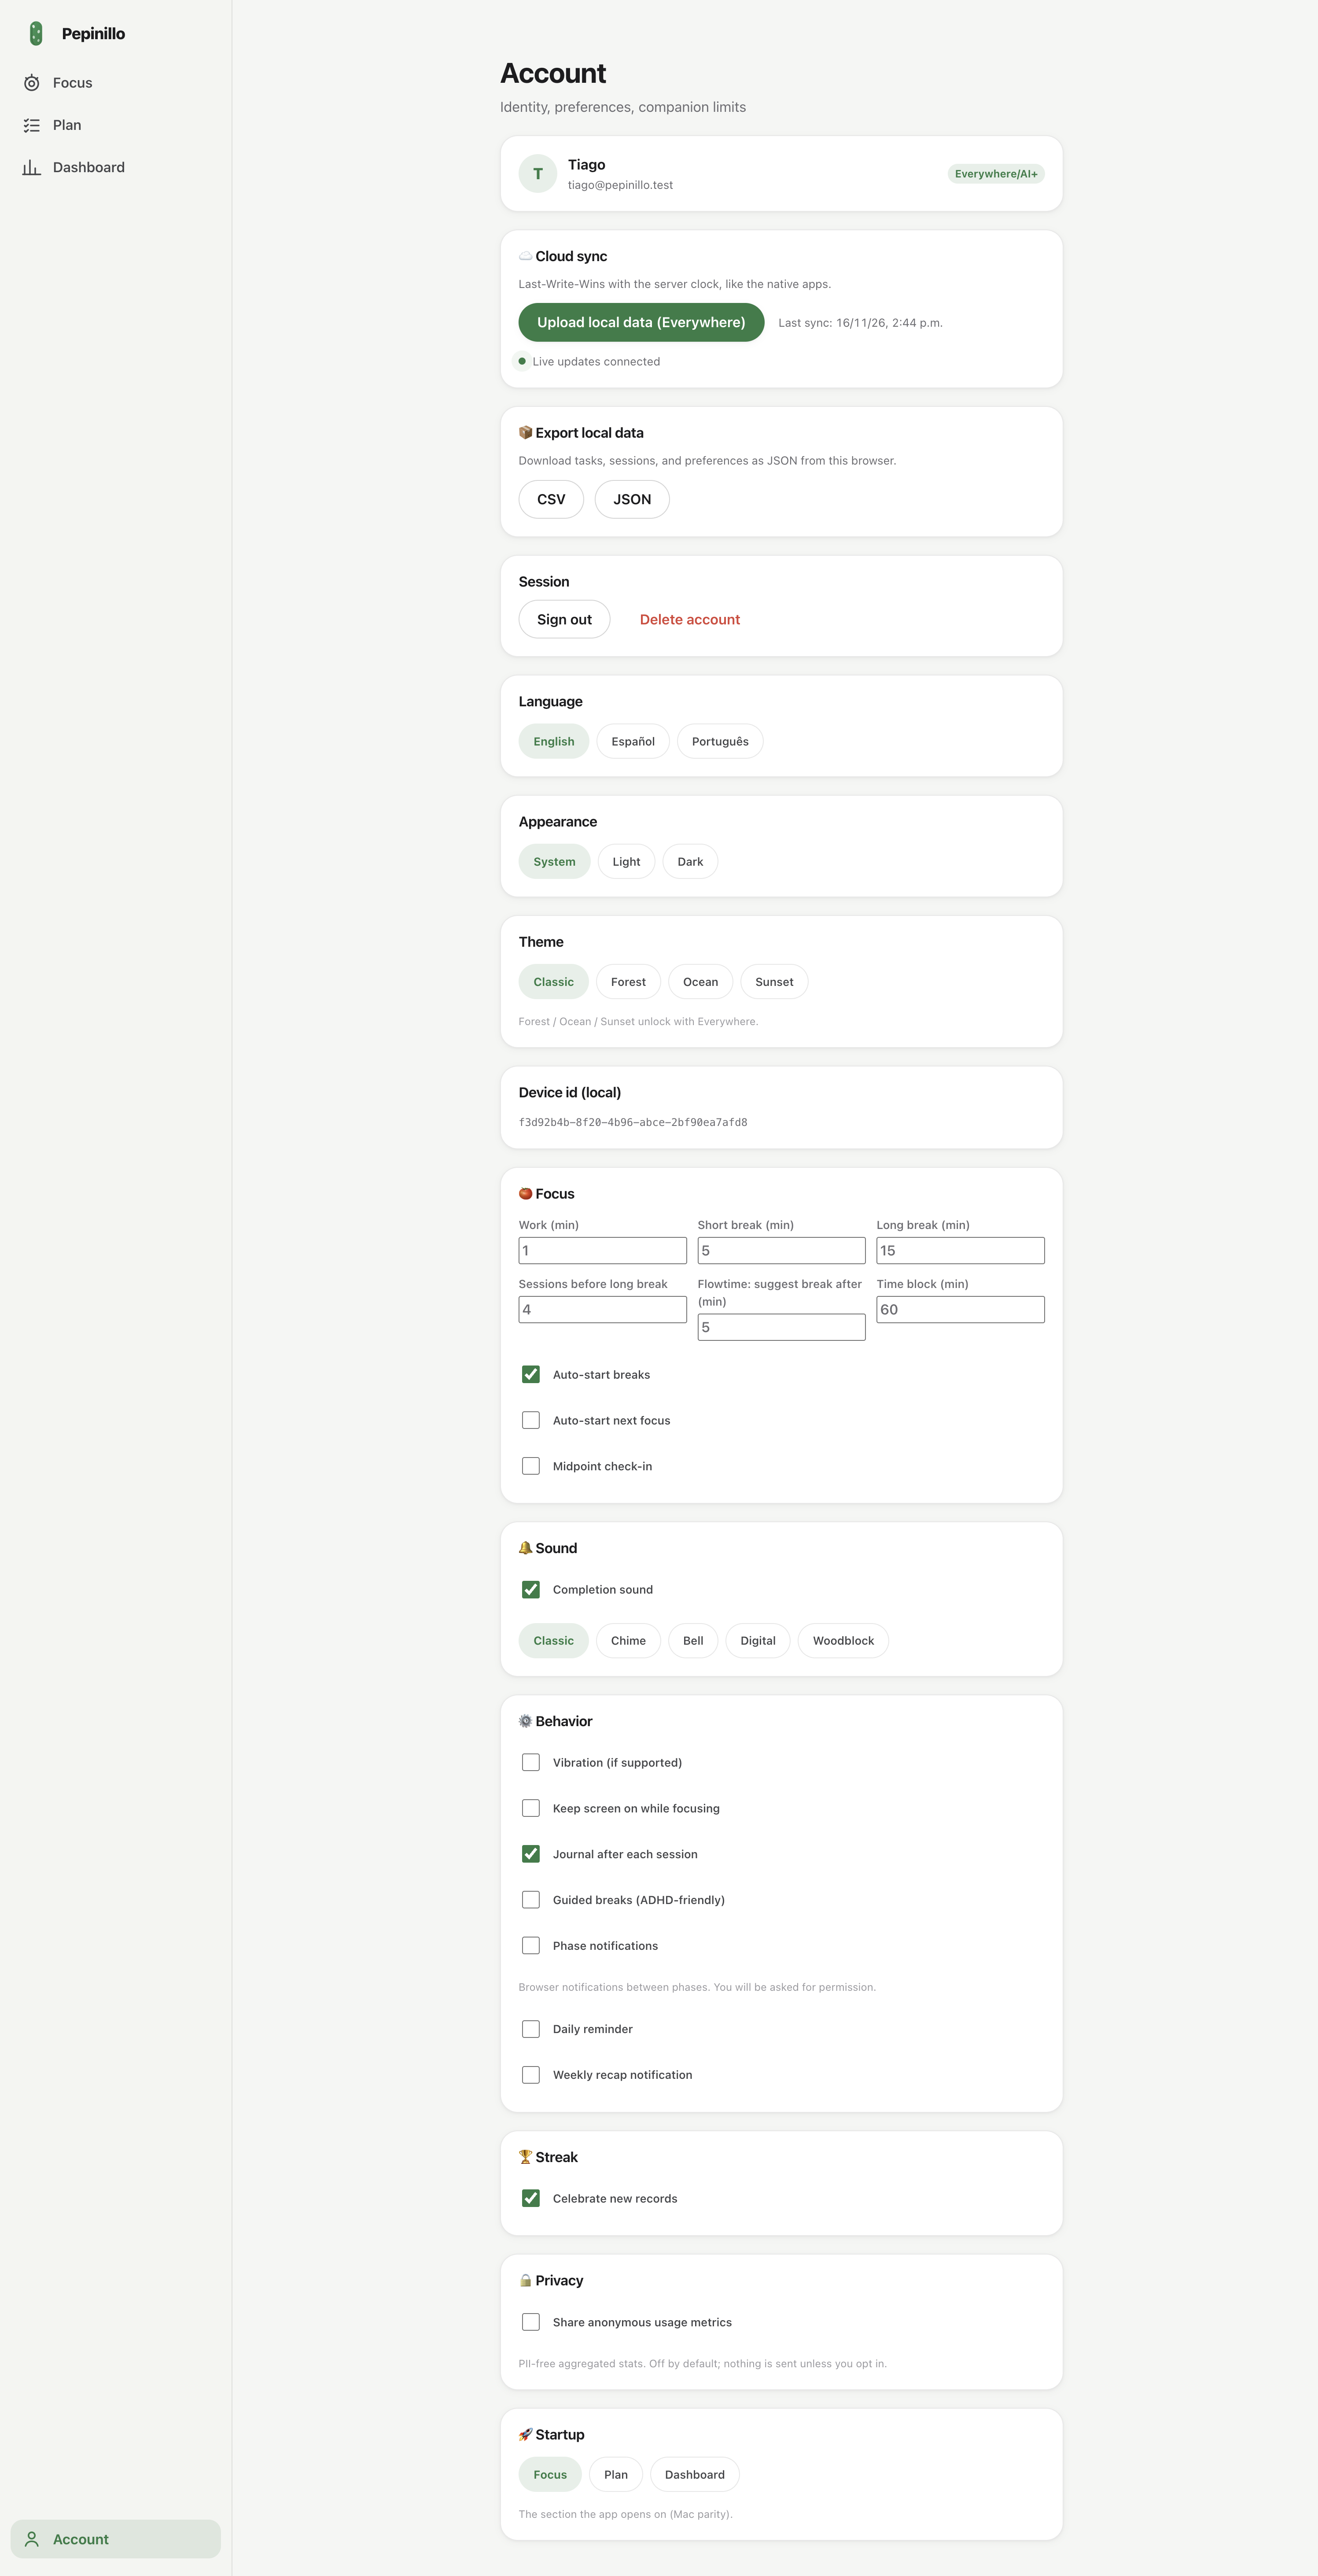 Pepinillo
Focus
Plan
Dashboard
Account
Identity, preferences, companion limits
T
Tiago
tiago@pepinillo.test
Everywhere/AI+
Cloud sync
Last-Write-Wins with the server clock, like the native apps.
Upload local data (Everywhere)
Last sync: 16/11/26, 2:44 p.m.
Live updates connected
Export local data
Download tasks, sessions, and preferences as JSON from this browser.
CSV
JSON
Session
Sign out
Delete account
Language
English
Español
Português
Appearance
System
Light
Dark
Theme
Classic
Forest
Ocean
Sunset
Forest / Ocean / Sunset unlock with Everywhere.
Device id (local)
f3d92b4b-8f20-4b96-abce-2bf90ea7afd8
Focus
Work (min)
1
Short break (min)
5
Long break (min)
15
Sessions before long break
4
Flowtime: suggest break after
(min)
5
Time block (min)
60
Auto-start breaks
Auto-start next focus
Midpoint check-in
Sound
Completion sound
Classic
Chime
Bell
Digital
Woodblock
Behavior
Vibration (if supported)
Keep screen on while focusing
Journal after each session
Guided breaks (ADHD-friendly)
Phase notifications
Browser notifications between phases. You will be asked for permission.
Daily reminder
Weekly recap notification
Streak
Celebrate new records
Privacy
Share anonymous usage metrics
PII-free aggregated stats. Off by default; nothing is sent unless you opt in.
Startup
Focus
Plan
Dashboard
The section the app opens on (Mac parity).
Account